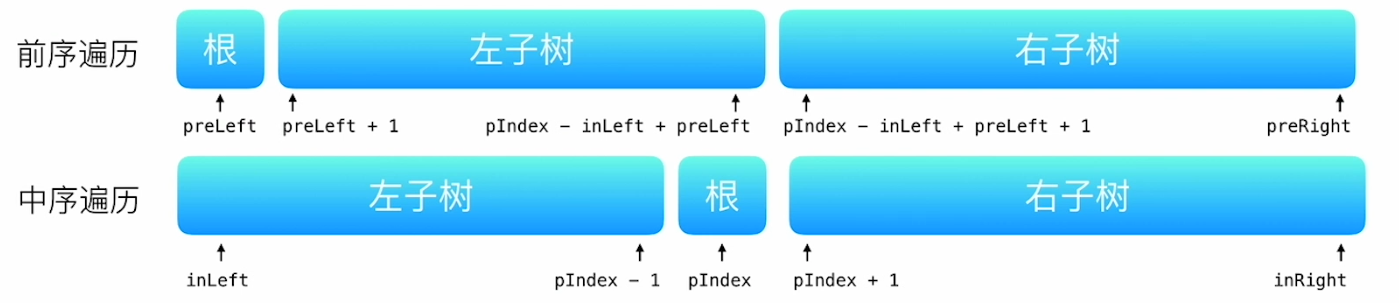 前序遍历 根 左子树 右子树
preLeft preLeft + 1 pIndex - inLeft + preLeft pIndex - inLeft + preLeft + 1 preRight
中序遍历 左子树 根 右子树
inLeft pIndex - 1 pIndex pIndex + 1 inRight